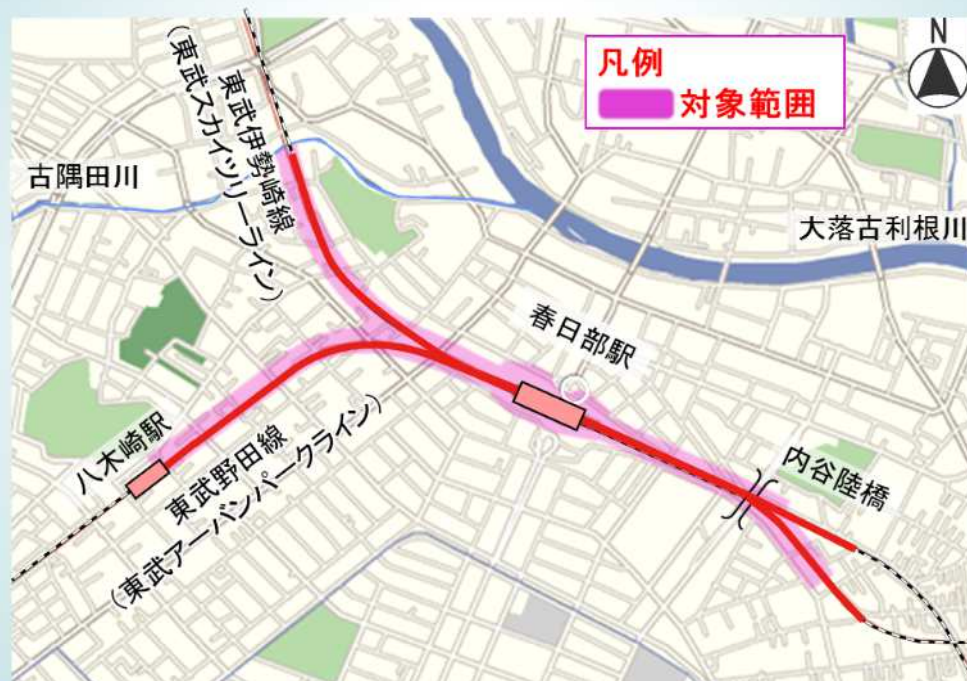 N
凡例
対象範囲
東武伊勢崎線
(東武スカイツリーライン)
古隅田川
大落古利根川
春日部駅
八木崎駅
東武野田線
(東武アーバンパークライン)
内谷陸橋